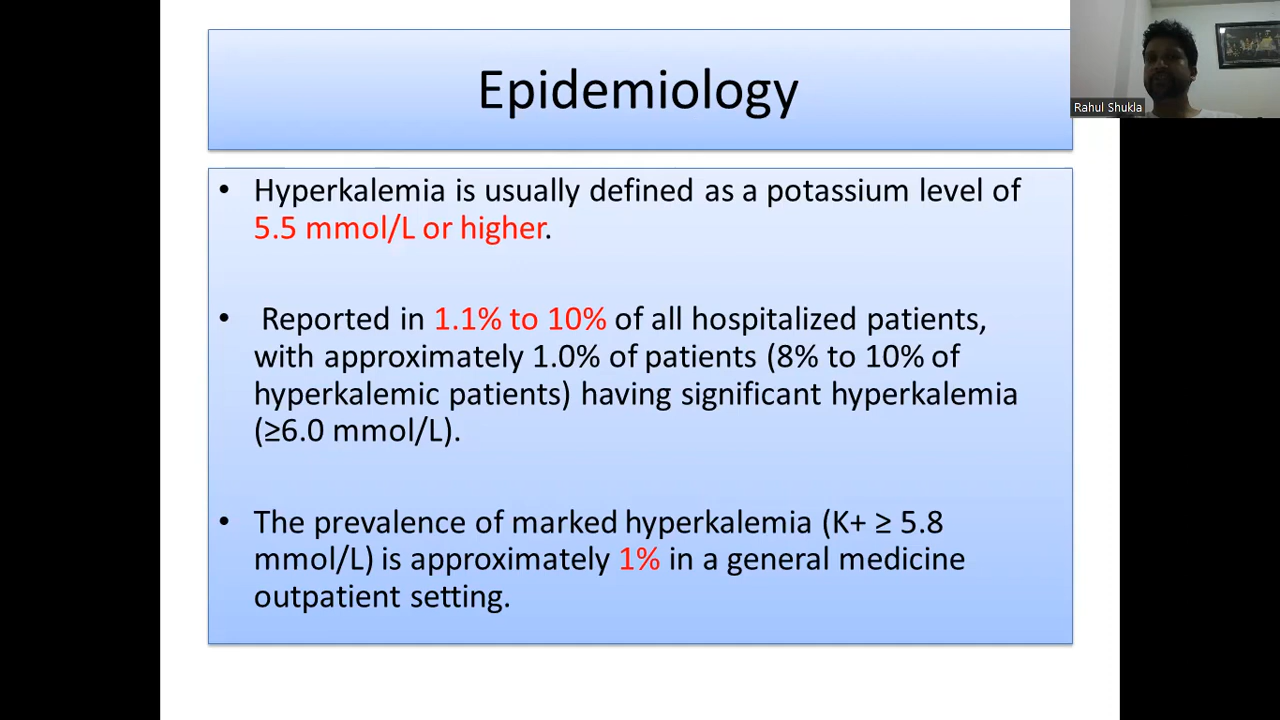 Epidemiology
Rahul Shukla
• Hyperkalemia is usually defined as a potassium level of
5.5 mmol/L or higher.
• Reported in 1.1% to 10% of all hospitalized patients,
with approximately 1.0% of patients (8% to 10% of
hyperkalemic patients) having significant hyperkalemia
(≥6.0 mmol/L).
• The prevalence of marked hyperkalemia (K+ ≥ 5.8
mmol/L) is approximately 1% in a general medicine
outpatient setting.